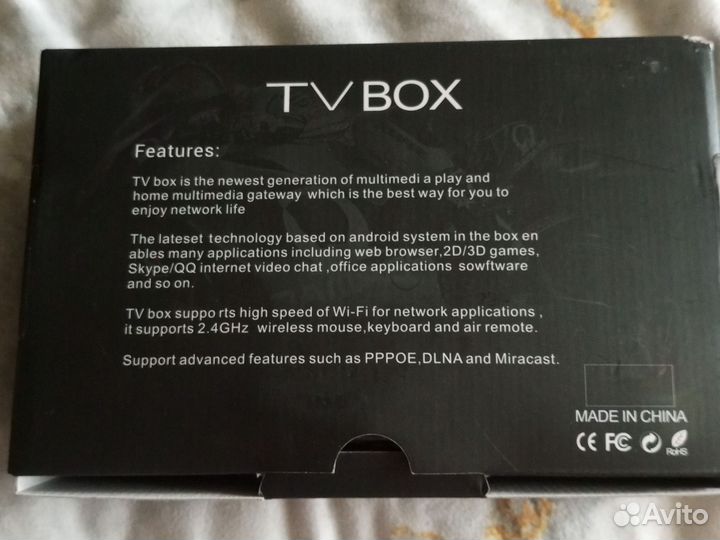 TV BOX
Features:
TV box is the newest generation of multimedi a play and
home multimedia gateway which is the best way for you to
enjoy network life
The lateset technology based on android system in the box en
ables many applications including web browser,2D/3D games,
Skype/QQ internet video chat ,office applications sowftware
and so on.
TV box suppo rts high speed of Wi-Fi for network applications ,
it supports 2.4GHz wireless mouse,keyboard and air remote.
Support advanced features such as PPPOE,DLNA and Miracast.
MADE IN CHINA
CE FC RoHS
Avito